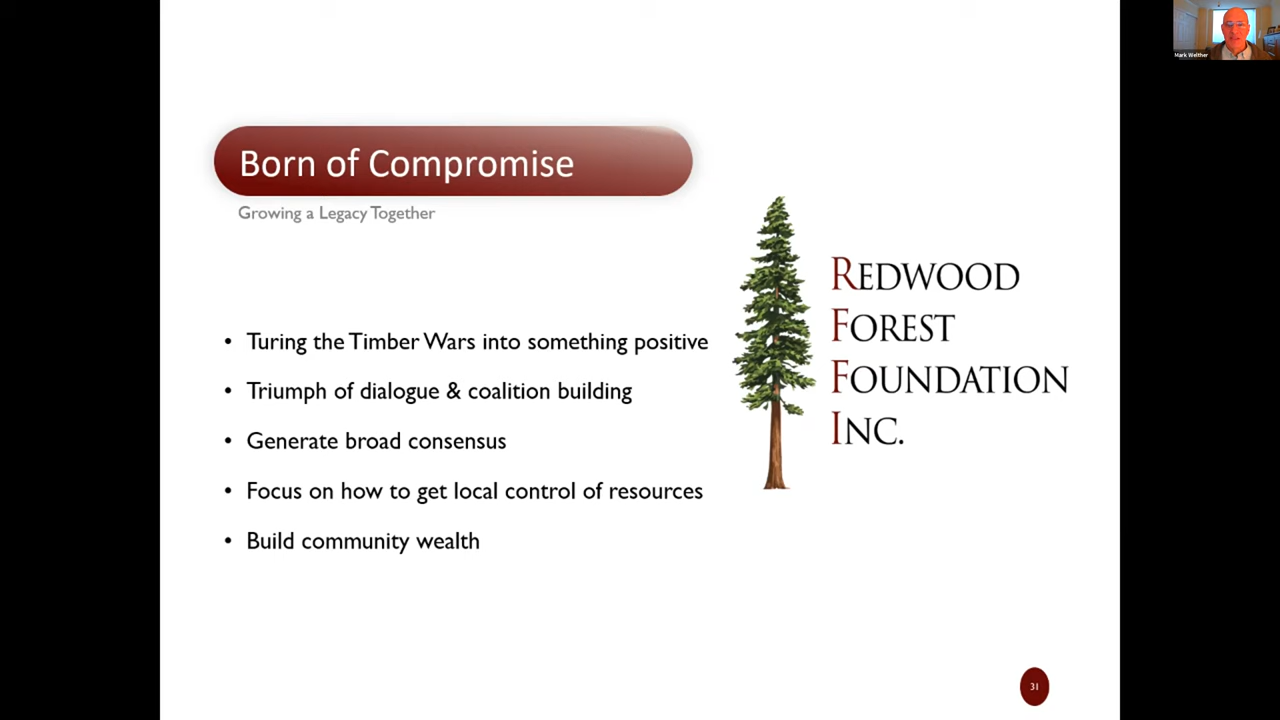 Born of Compromise
Growing a Legacy Together
• Turing the Timber Wars into something positive
• Triumph of dialogue & coalition building
• Generate broad consensus
• Focus on how to get local control of resources
• Build community wealth
REDWOOD
FOREST
FOUNDATION
INC.
31
Mark Welther